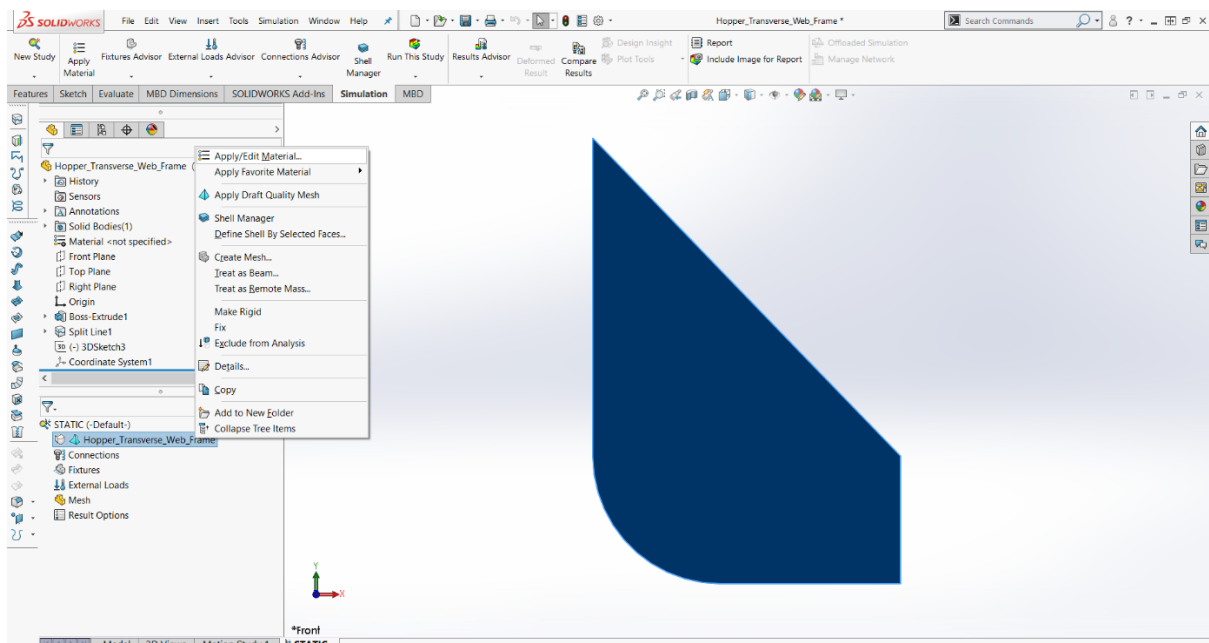 SOLIDWORKS File Edit View Insert Tools Simulation Window Help Hopper_Transverse_Web_Frame * Search Commands
New Study Apply Material Fixtures Advisor External Loads Advisor Connections Advisor Shell Manager Run This Study Results Advisor Deformed Result Compare Results Design Insight Plot Tools Report Include Image for Report Offloaded Simulation Manage Network
Features Sketch Evaluate MBD Dimensions SOLIDWORKS Add-Ins Simulation MBD
Hopper_Transverse_Web_Frame (
History
Sensors
Annotations
Solid Bodies(1)
Material <not specified>
Front Plane
Top Plane
Right Plane
Origin
Boss-Extrude1
Split Line1
3D (-) 3DSketch3
Coordinate System1
Apply/Edit Material...
Apply Favorite Material
Apply Draft Quality Mesh
Shell Manager
Define Shell By Selected Faces...
Create Mesh...
Treat as Beam...
Treat as Remote Mass...
Make Rigid
Fix
Exclude from Analysis
Details...
Copy
Add to New Folder
Collapse Tree Items
STATIC (-Default-)
Hopper_Transverse_Web_Frame
Connections
Fixtures
External Loads
Mesh
Result Options
Y
X
*Front
Model 3D Views Motion Study 1 STATIC